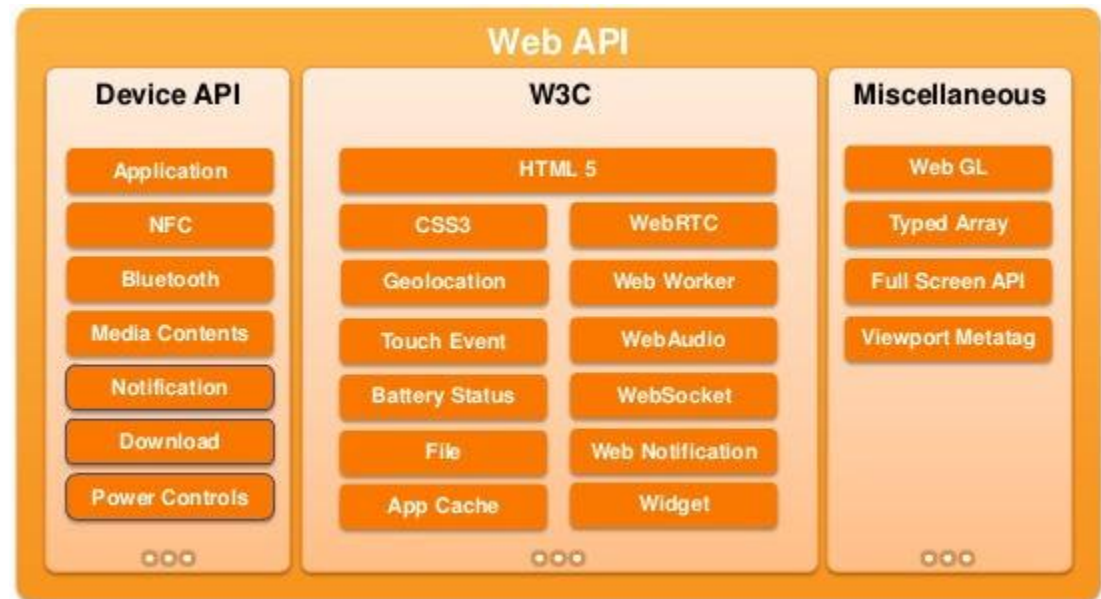 Web API
Device API
Application
NFC
Bluetooth
Media Contents
Notification
Download
Power Controls
W3C
HTML 5
CSS3
WebRTC
Geolocation
Web Worker
Touch Event
WebAudio
Battery Status
WebSocket
File
Web Notification
App Cache
Widget
Miscellaneous
Web GL
Typed Array
Full Screen API
Viewport Metatag